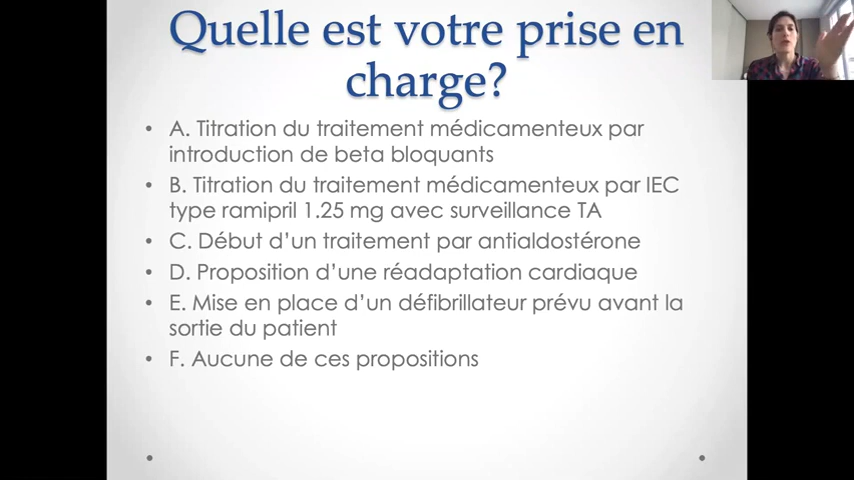 Quelle est votre prise en
charge?
• A. Titration du traitement médicamenteux par
introduction de beta bloquants
• B. Titration du traitement médicamenteux par IEC
type ramipril 1.25 mg avec surveillance TA
• C. Début d’un traitement par antialdostérone
• D. Proposition d’une réadaptation cardiaque
• E. Mise en place d’un défibrillateur prévu avant la
sortie du patient
• F. Aucune de ces propositions